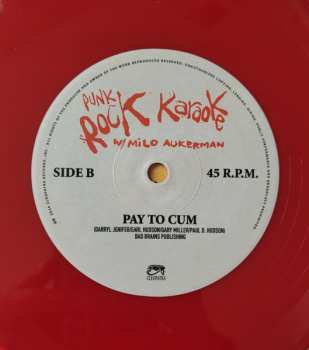 PUNK
ROCK Karaoke
W/ MiLO AUKERMAN
SIDE B
45 R.P.M.
PAY TO CUM
(DARRYL JENIFER/EARL HUDSON/GARY MILLER/PAUL D. HUDSON)
BAD BRAINS PUBLISHING
CLEOPATRA